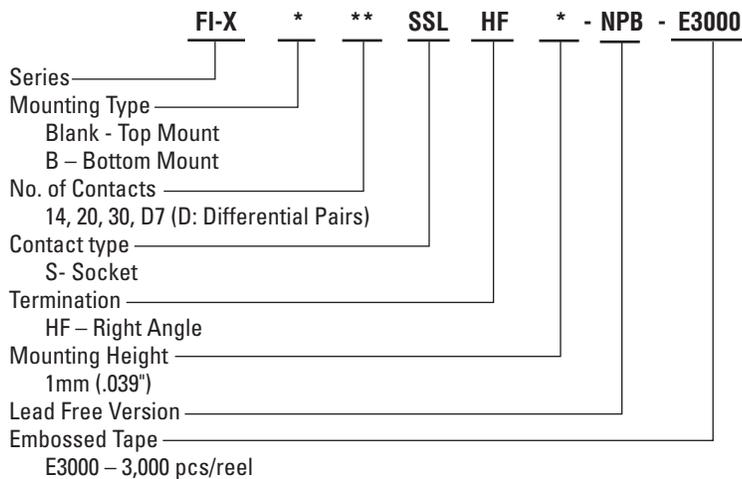 FI-X * ** SSL HF * - NPB - E3000
Series
Mounting Type
Blank - Top Mount
B – Bottom Mount
No. of Contacts
14, 20, 30, D7 (D: Differential Pairs)
Contact type
S- Socket
Termination
HF – Right Angle
Mounting Height
1mm (.039")
Lead Free Version
Embossed Tape
E3000 – 3,000 pcs/reel